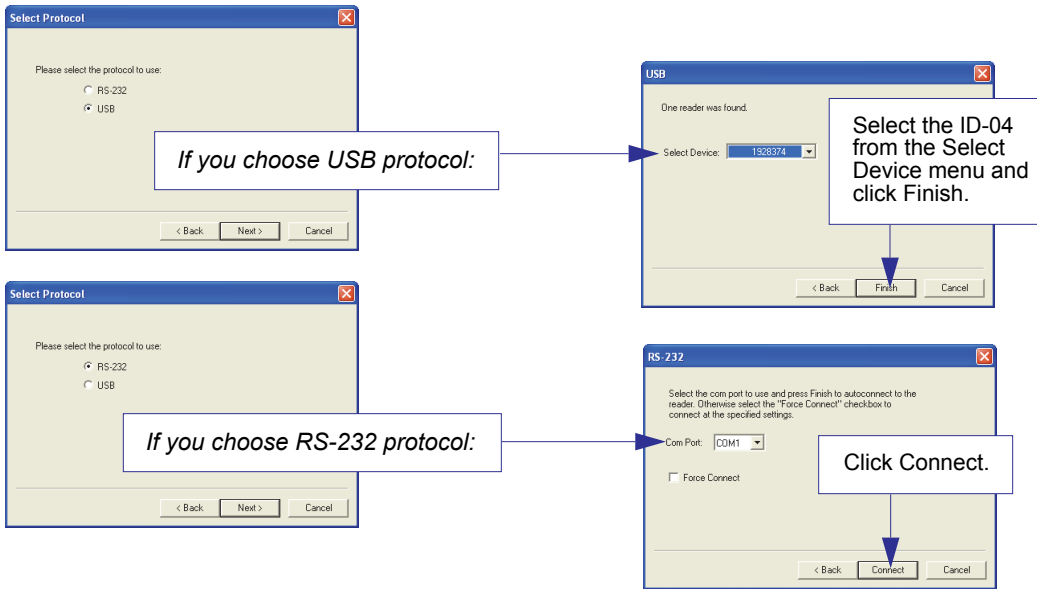 Select Protocol
Please select the protocol to use:
RS-232
USB
If you choose USB protocol:
< Back Next > Cancel
USB
One reader was found.
Select Device: 1928374
Select the ID-04
from the Select
Device menu and
click Finish.
< Back Finish Cancel
Select Protocol
Please select the protocol to use:
RS-232
USB
If you choose RS-232 protocol:
< Back Next > Cancel
RS-232
Select the com port to use and press Finish to autoconnect to the
reader. Otherwise select the "Force Connect" checkbox to
connect at the specified settings.
Com Port: COM1
Click Connect.
Force Connect
< Back Connect Cancel